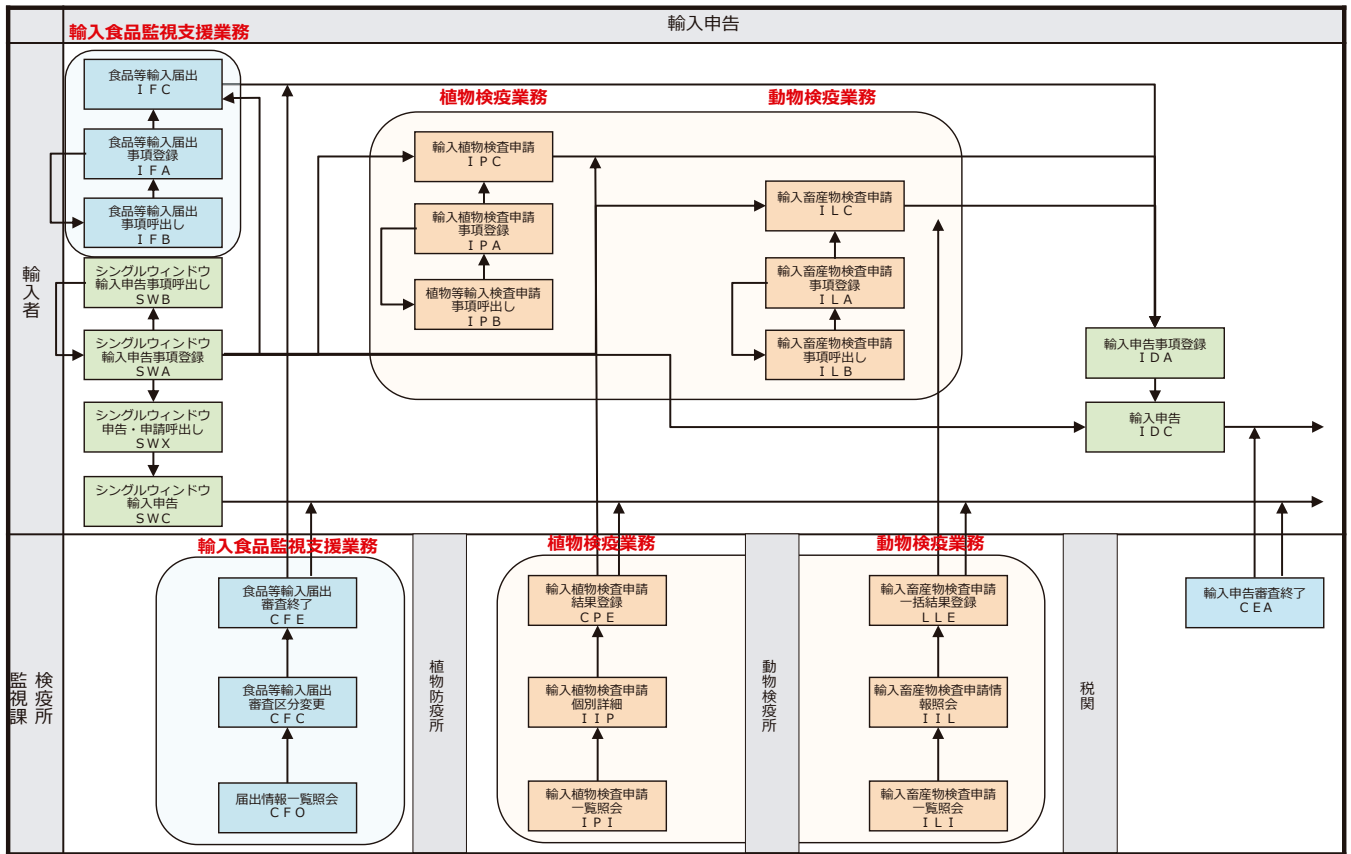 輸入申告
輸入食品監視支援業務
輸入者
食品等輸入届出
ＩＦＣ
食品等輸入届出
事項登録
ＩＦＡ
食品等輸入届出
事項呼出し
ＩＦＢ
シングルウィンドウ
輸入申告事項呼出し
ＳＷＢ
シングルウィンドウ
輸入申告事項登録
ＳＷＡ
シングルウィンドウ
申告・申請呼出し
ＳＷＸ
シングルウィンドウ
輸入申告
ＳＷＣ
植物検疫業務
輸入植物検査申請
ＩＰＣ
輸入植物検査申請
事項登録
ＩＰＡ
植物等輸入検査申請
事項呼出し
ＩＰＢ
動物検疫業務
輸入畜産物検査申請
ＩＬＣ
輸入畜産物検査申請
事項登録
ＩＬＡ
輸入畜産物検査申請
事項呼出し
ＩＬＢ
輸入申告事項登録
ＩＤＡ
輸入申告
ＩＤＣ
検疫所
監視課
輸入食品監視支援業務
食品等輸入届出
審査終了
ＣＦＥ
食品等輸入届出
審査区分変更
ＣＦＣ
届出情報一覧照会
ＣＦＯ
植物防疫所
植物検疫業務
輸入植物検査申請
結果登録
ＣＰＥ
輸入植物検査申請
個別詳細
ＩＩＰ
輸入植物検査申請
一覧照会
ＩＰＩ
動物検疫所
動物検疫業務
輸入畜産物検査申請
一括結果登録
ＬＬＥ
輸入畜産物検査申請情
報照会
ＩＩＬ
輸入畜産物検査申請
一覧照会
ＩＬＩ
税関
輸入申告審査終了
ＣＥＡ